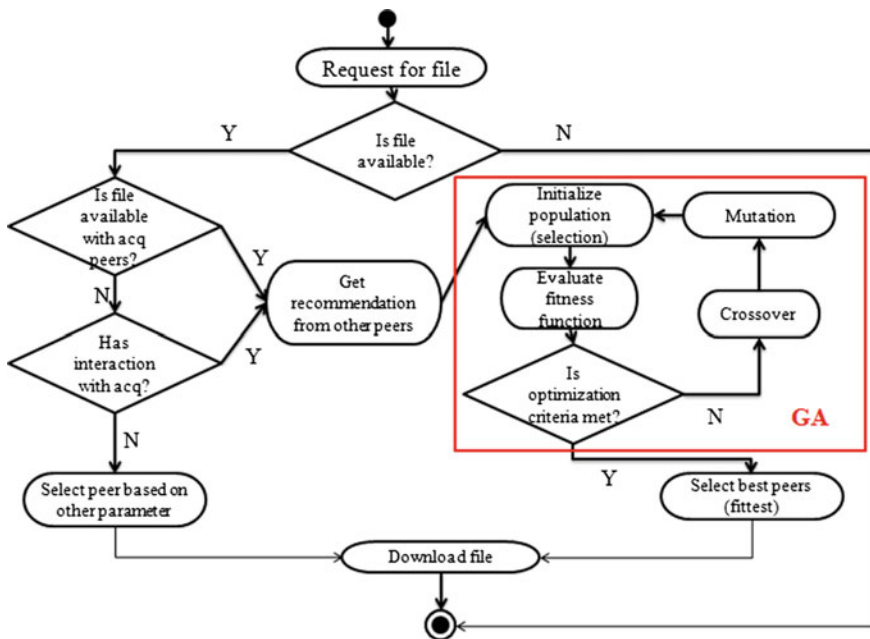 Request for file
Y
N
Is file
available?
Is file
available
with acq
peers?
Y
N
Get
recommendation
from other peers
Has
interaction
with acq?
Y
N
Initialize
population
(selection)
Mutation
Evaluate
fitness
function
Crossover
Is
optimization
criteria met?
N
GA
Y
Select peer based on
other parameter
Select best peers
(fittest)
Download file